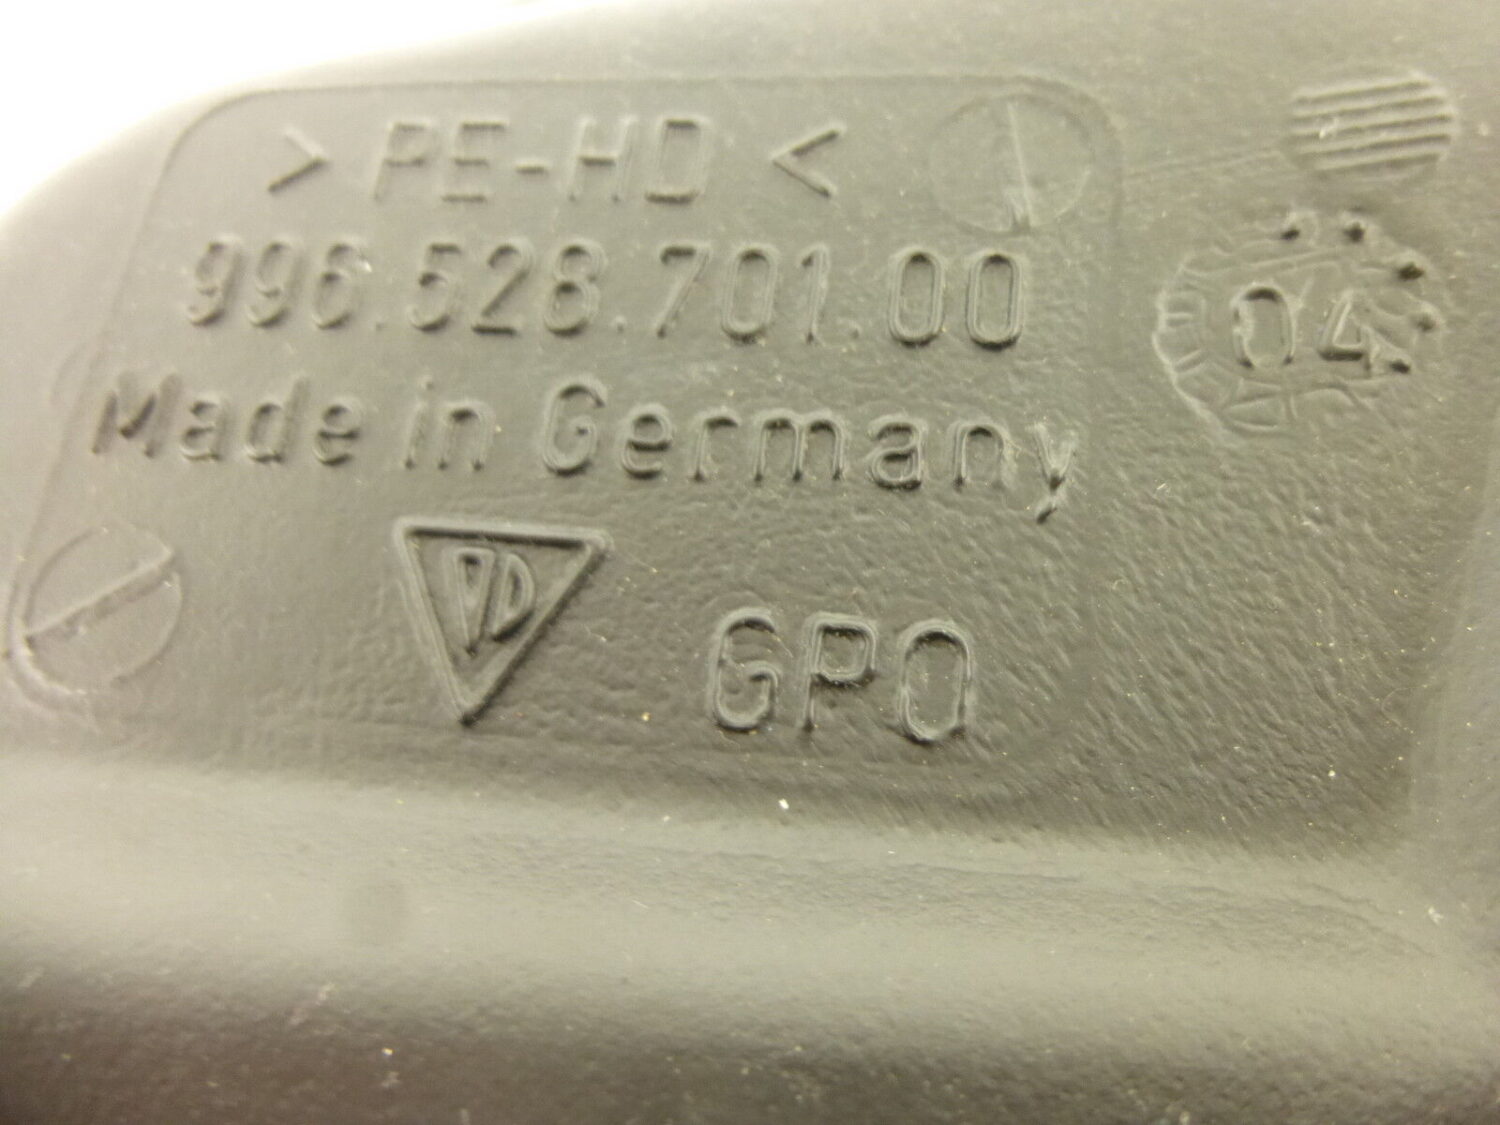 > PE-HD <
996.528.701.00
04
Made in Germany
GPO